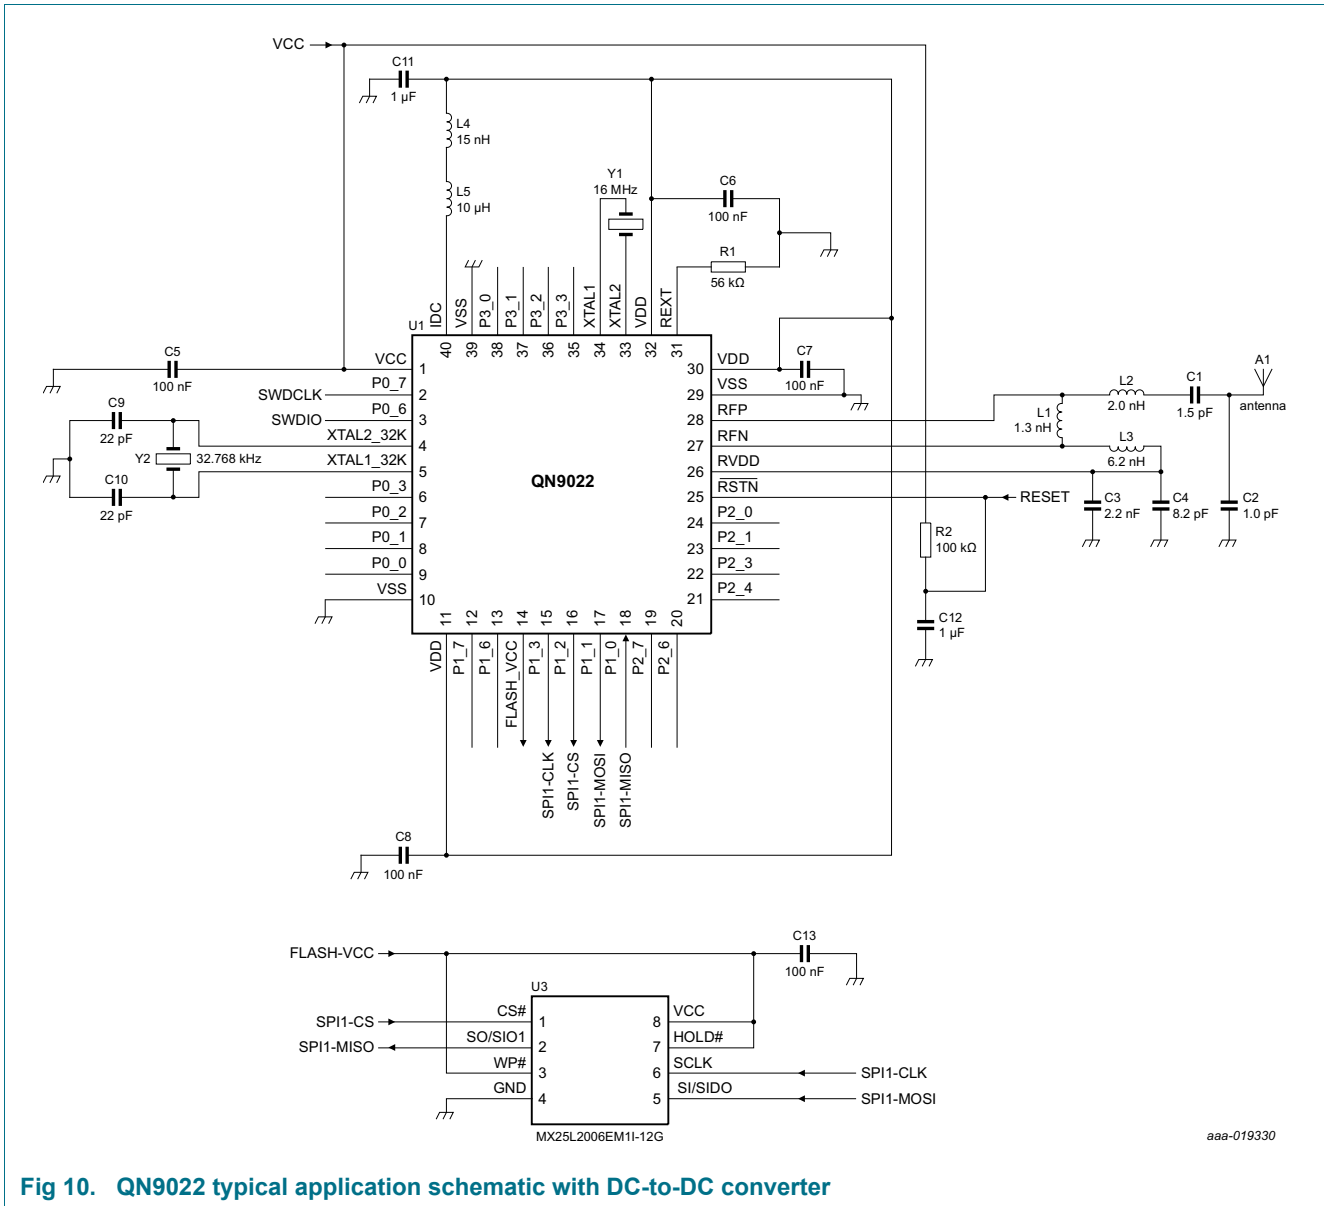 VCC
C11
1 µF
L4
15 nH
L5
10 µH
Y1
16 MHz
C6
100 nF
R1
56 kΩ
IDC
VSS
P3_0
P3_1
P3_2
P3_3
XTAL1
XTAL2
VDD
REXT
U1
40
39
38
37
36
35
34
33
32
31
C5
100 nF
VCC
1
SWDCLK
P0_7
2
SWDIO
P0_6
3
C9
22 pF
XTAL2_32K
4
Y2
32.768 kHz
XTAL1_32K
5
C10
22 pF
P0_3
6
P0_2
7
P0_1
8
P0_0
9
VSS
10
QN9022
30
VDD
C7
100 nF
29
VSS
28
RFP
27
RFN
26
RVDD
25
RSTN
RESET
24
P2_0
23
P2_1
22
P2_3
21
P2_4
L1
1.3 nH
L2
2.0 nH
C1
1.5 pF
A1
antenna
L3
6.2 nH
C3
2.2 nF
C4
8.2 pF
C2
1.0 pF
R2
100 kΩ
C12
1 µF
11
12
13
14
15
16
17
18
19
20
VDD
P1_7
P1_6
FLASH_VCC
P1_3
P1_2
P1_1
P1_0
P2_7
P2_6
SPI1-CLK
SPI1-CS
SPI1-MOSI
SPI1-MISO
C8
100 nF
FLASH-VCC
C13
100 nF
U3
SPI1-CS
CS#
1
8
VCC
SPI1-MISO
SO/SIO1
2
7
HOLD#
WP#
3
6
SCLK
SPI1-CLK
GND
4
5
SI/SIDO
SPI1-MOSI
MX25L2006EM1I-12G
aaa-019330
Fig 10. QN9022 typical application schematic with DC-to-DC converter